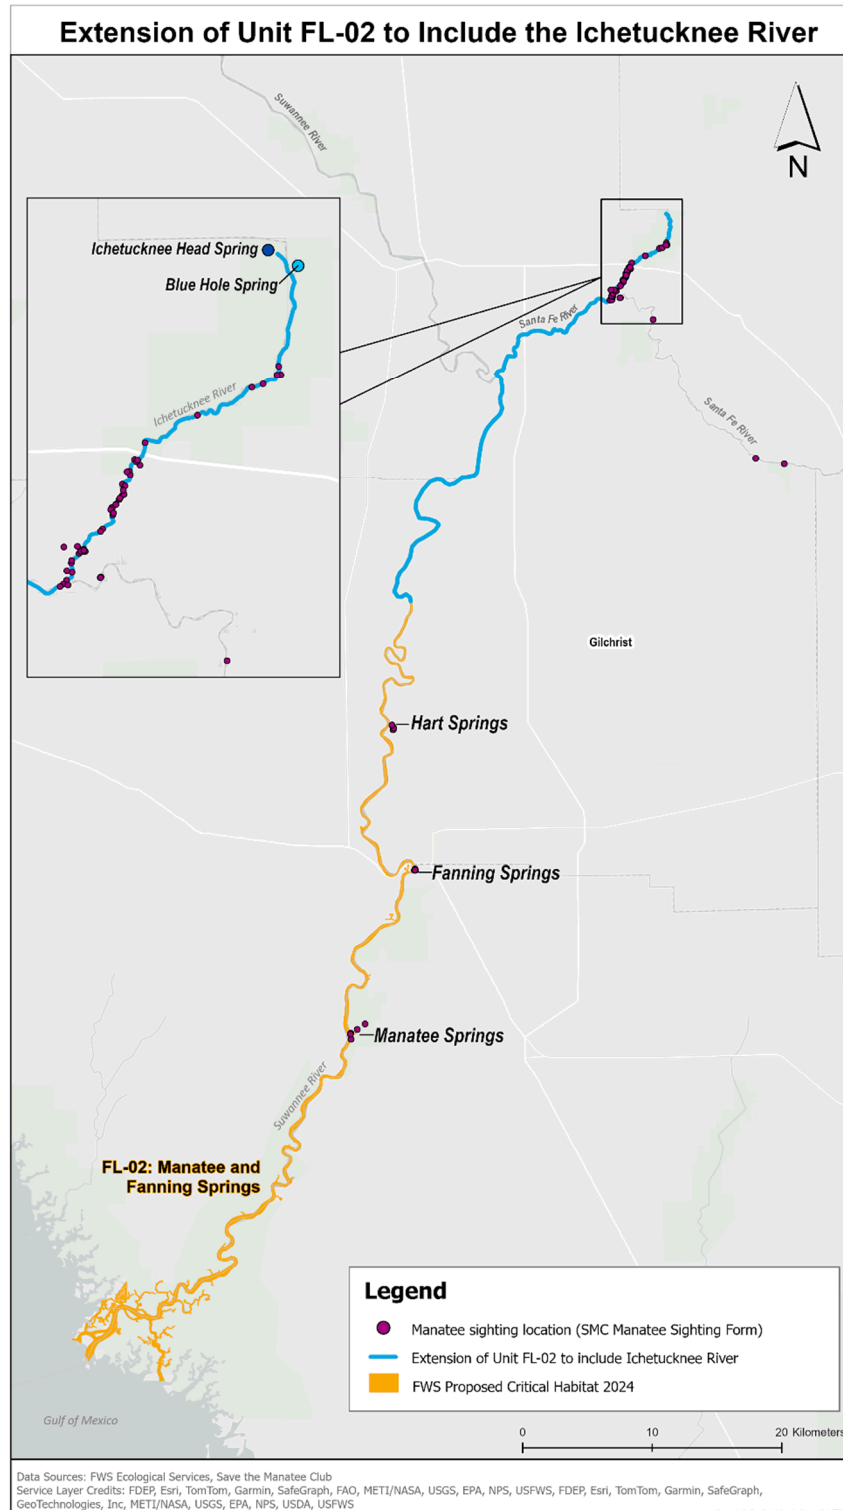 Extension of Unit FL-02 to Include the Ichetucknee River
Suwannee River
N
Ichetucknee Head Spring
Blue Hole Spring
Ichetucknee River
Santa Fe River
Santa Fe River
Gilchrist
Hart Springs
Fanning Springs
Manatee Springs
Suwannee River
FL-02: Manatee and
Fanning Springs
Gulf of Mexico
Legend
Manatee sighting location (SMC Manatee Sighting Form)
Extension of Unit FL-02 to include Ichetucknee River
FWS Proposed Critical Habitat 2024
0 10 20 Kilometers
Data Sources: FWS Ecological Services, Save the Manatee Club
Service Layer Credits: FDEP, Esri, TomTom, Garmin, SafeGraph, FAO, METI/NASA, USGS, EPA, NPS, USFWS, FDEP, Esri, TomTom, Garmin, SafeGraph,
GeoTechnologies, Inc, METI/NASA, USGS, EPA, NPS, USDA, USFWS